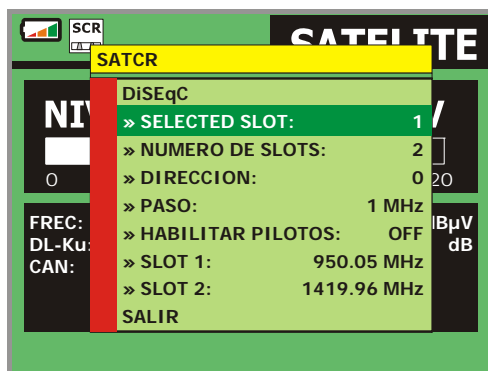 SCR
SATELITE
SATCR
DiSEqC
» SELECTED SLOT: 1
» NUMERO DE SLOTS: 2
» DIRECCION: 0
» PASO: 1 MHz
» HABILITAR PILOTOS: OFF
» SLOT 1: 950.05 MHz
» SLOT 2: 1419.96 MHz
SALIR
0
20
FREC:
DL-Ku:
CAN:
dB